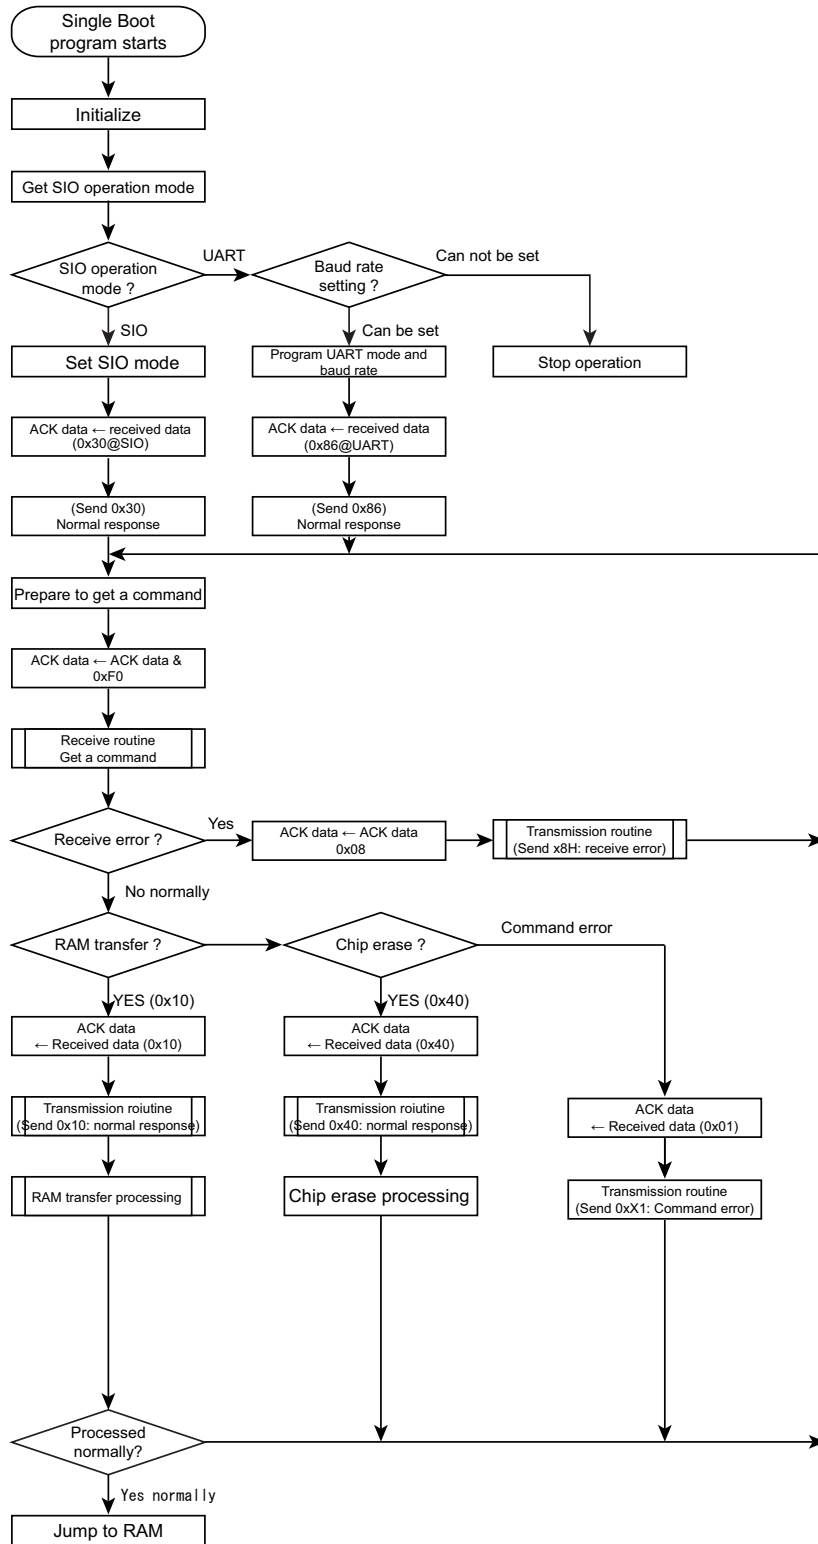 Single Boot
program starts
Initialize
Get SIO operation mode
SIO operation
mode ?
UART
Baud rate
setting ?
Can not be set
SIO
Can be set
Set SIO mode
Program UART mode and
baud rate
Stop operation
ACK data ← received data
(0x30@SIO)
ACK data ← received data
(0x86@UART)
(Send 0x30)
Normal response
(Send 0x86)
Normal response
Prepare to get a command
ACK data ← ACK data &
0xF0
Receive routine
Get a command
Receive error ?
Yes
ACK data ← ACK data
0x08
Transmission routine
(Send x8H: receive error)
No normally
RAM transfer ?
Chip erase ?
Command error
YES (0x10)
YES (0x40)
ACK data
← Received data (0x10)
ACK data
← Received data (0x40)
Transmission roiutine
(Send 0x10: normal response)
Transmission roiutine
(Send 0x40: normal response)
ACK data
← Received data (0x01)
RAM transfer processing
Chip erase processing
Transmission routine
(Send 0xX1: Command error)
Processed
normally?
Yes normally
Jump to RAM